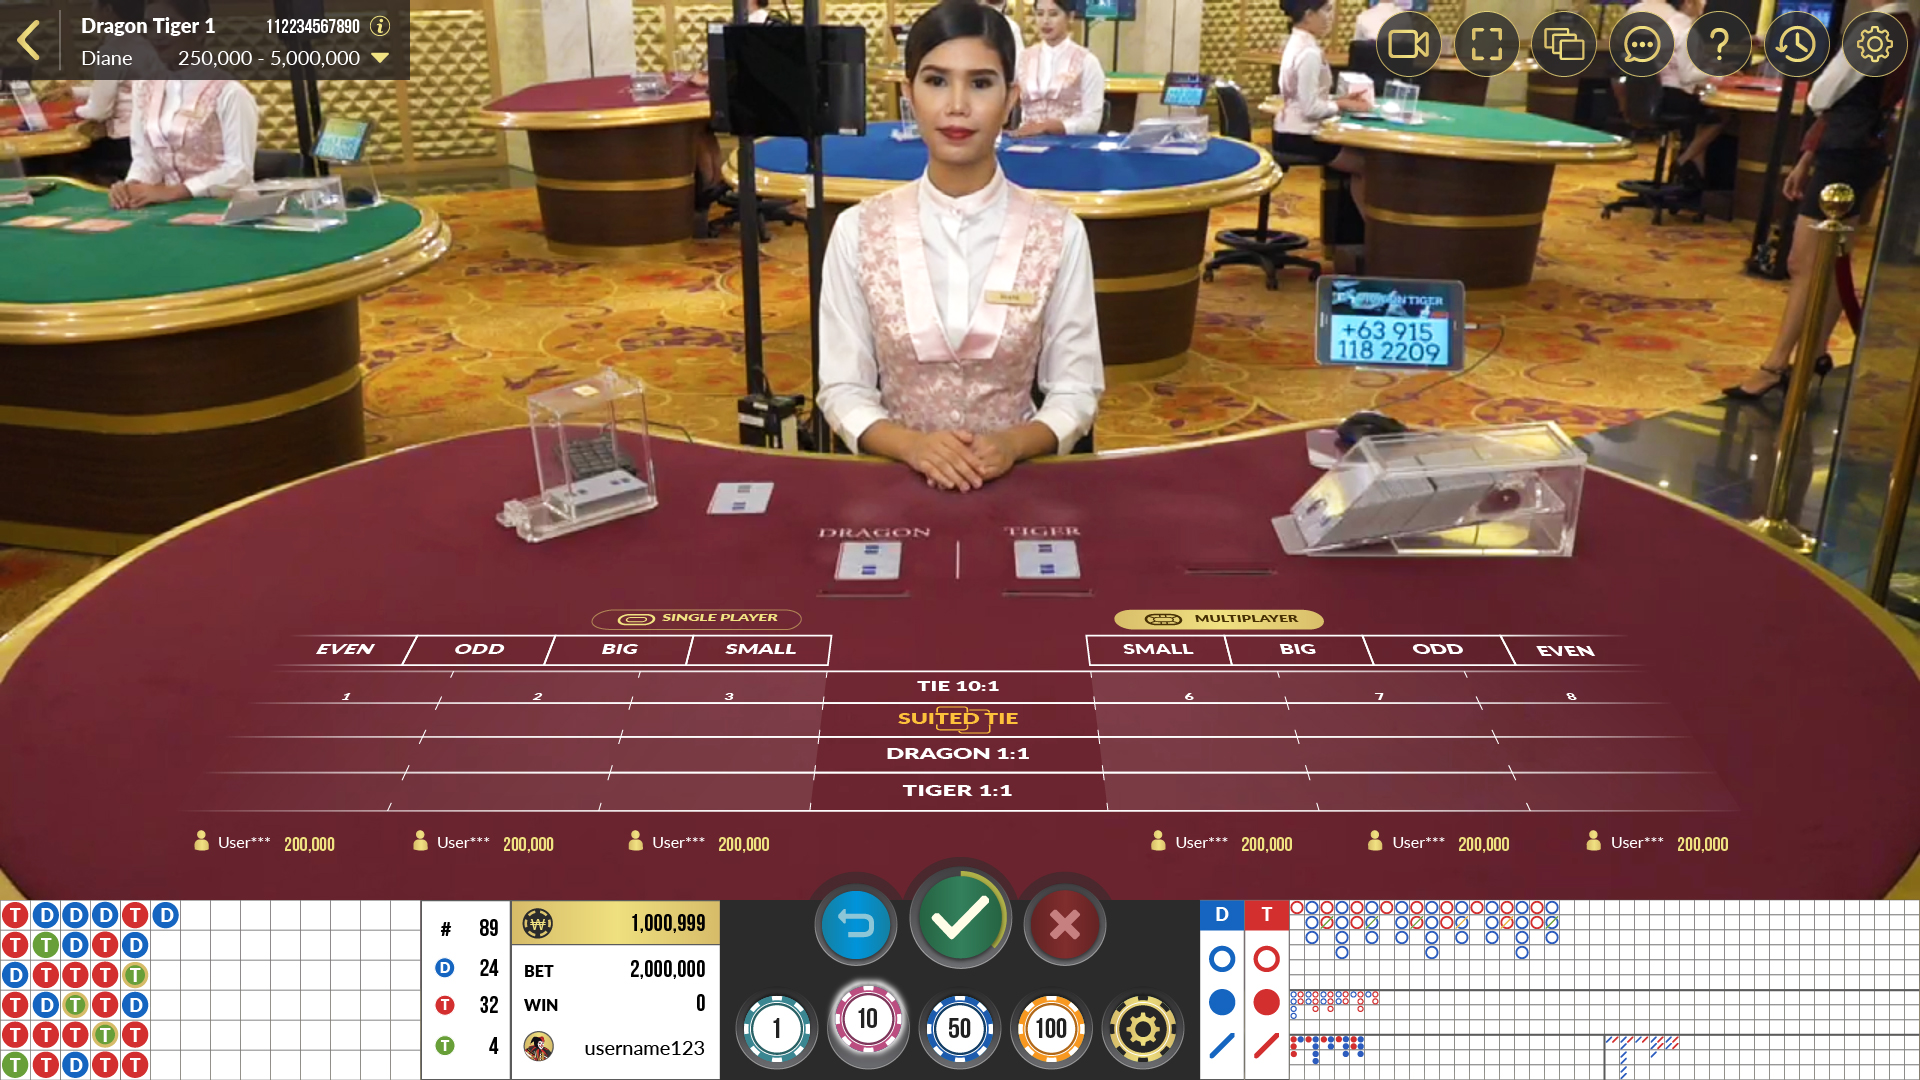 Dragon Tiger 1 112234567890
Diane 250,000 - 5,000,000
+63 915
118 2209
DRAGON TIGER
SINGLE PLAYER MULTIPLAYER
EVEN ODD BIG SMALL SMALL BIG ODD EVEN
TIE 10:1
1 2 3 6 7 8
SUITED TIE
DRAGON 1:1
TIGER 1:1
User*** 200,000 User*** 200,000 User*** 200,000 User*** 200,000 User*** 200,000 User*** 200,000
T D D D T D
T T D T D
D T T T T
T D T T D
T T T T T
T T D T T
# 89
D 24
T 32
T 4
1,000,999
BET 2,000,000
WIN 0
username123
1 10 50 100
D T